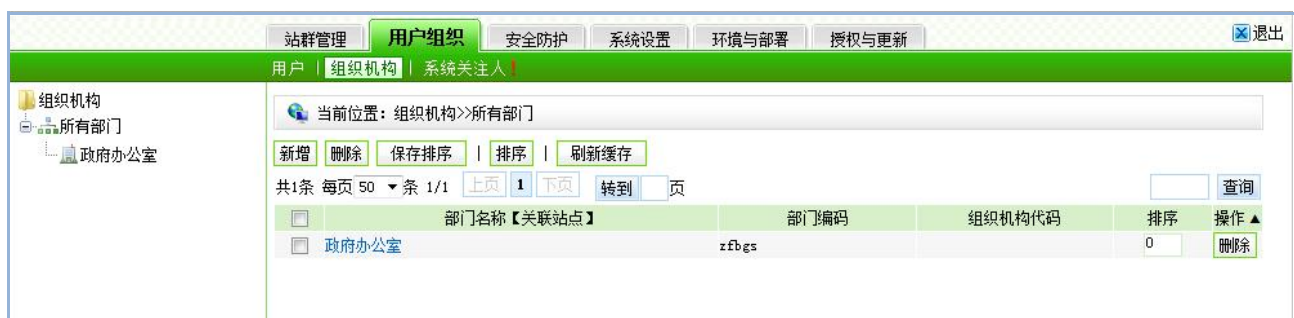 站群管理 用户组织 安全防护 系统设置 环境与部署 授权与更新 退出
用户 | 组织机构 | 系统关注人!
组织机构
所有部门
政府办公室
当前位置：组织机构>>所有部门
新增 删除 保存排序 | 排序 | 刷新缓存
共1条 每页 50 条 1/1 上页 1 下页 转到 页 查询
部门名称【关联站点】 部门编码 组织机构代码 排序 操作▲
政府办公室 zfbgs 0 删除